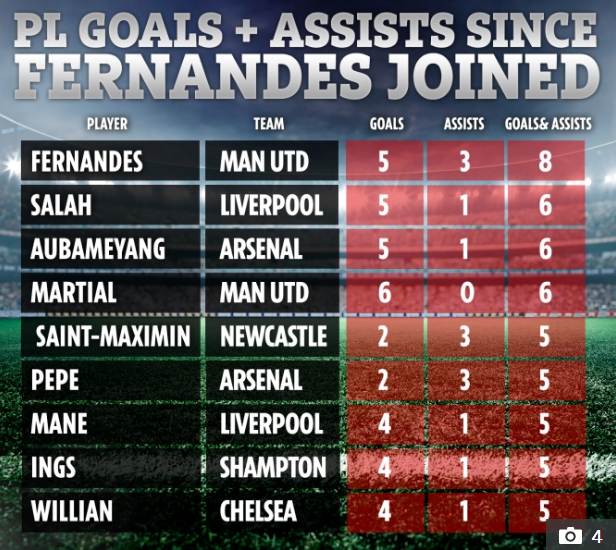 PL GOALS + ASSISTS SINCE
FERNANDES JOINED
PLAYER TEAM GOALS ASSISTS GOALS& ASSISTS
FERNANDES MAN UTD 5 3 8
SALAH LIVERPOOL 5 1 6
AUBAMEYANG ARSENAL 5 1 6
MARTIAL MAN UTD 6 0 6
SAINT-MAXIMIN NEWCASTLE 2 3 5
PEPE ARSENAL 2 3 5
MANE LIVERPOOL 4 1 5
INGS SHAMPTON 4 1 5
WILLIAN CHELSEA 4 1 5
4